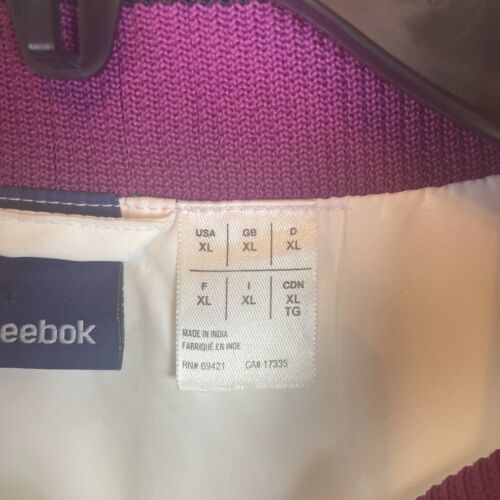 USA GB D
XL XL XL
F I CDN
XL XL XL
TG
MADE IN INDIA
FABRIQUÉ EN INDE
RN# 69421 CA# 17335
eebok